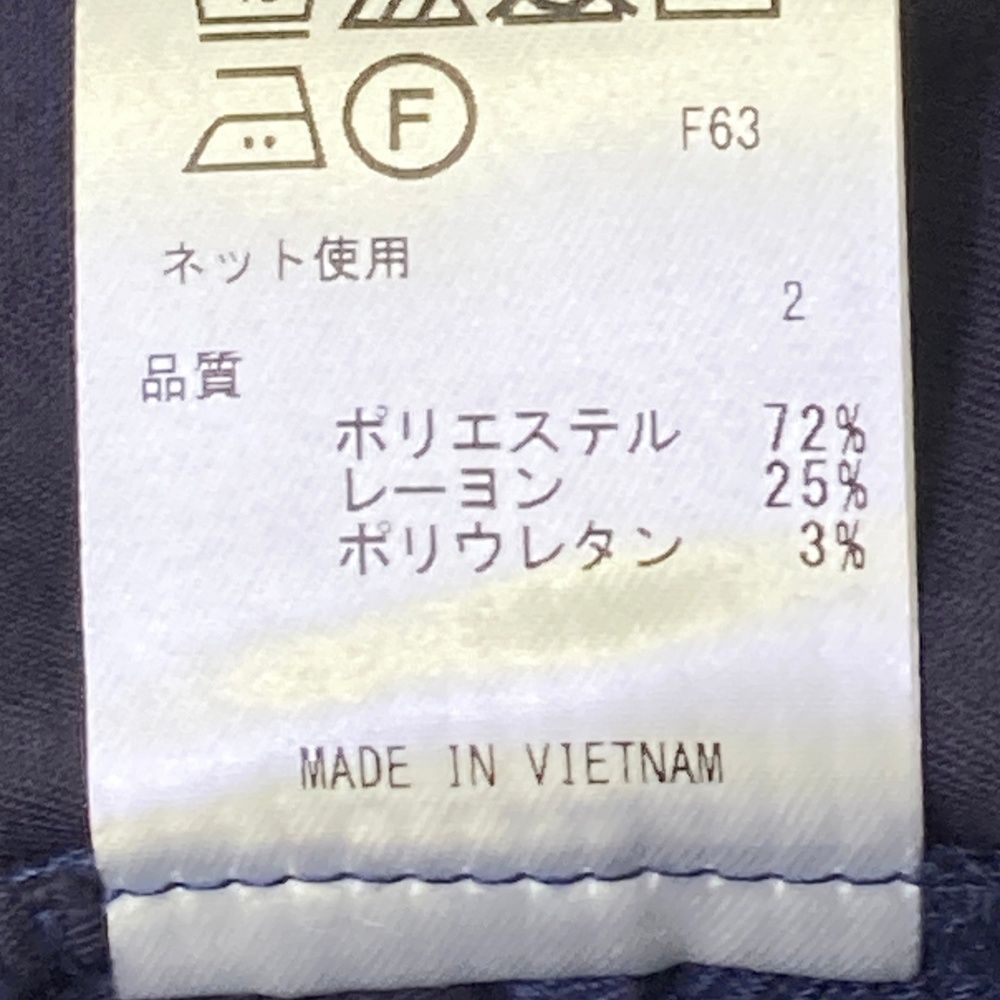 F
F63
ネット使用
2
品質
ポリエステル 72%
レーヨン 25%
ポリウレタン 3%
MADE IN VIETNAM